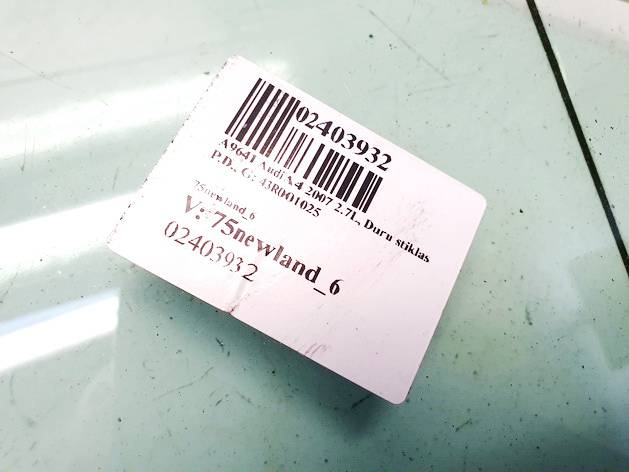 02403932
A9641 Audi A4 2007 2.7L, Duru stiklas
P.D., G: 43R001025
75newland_6
V: 75newland_6
02403932